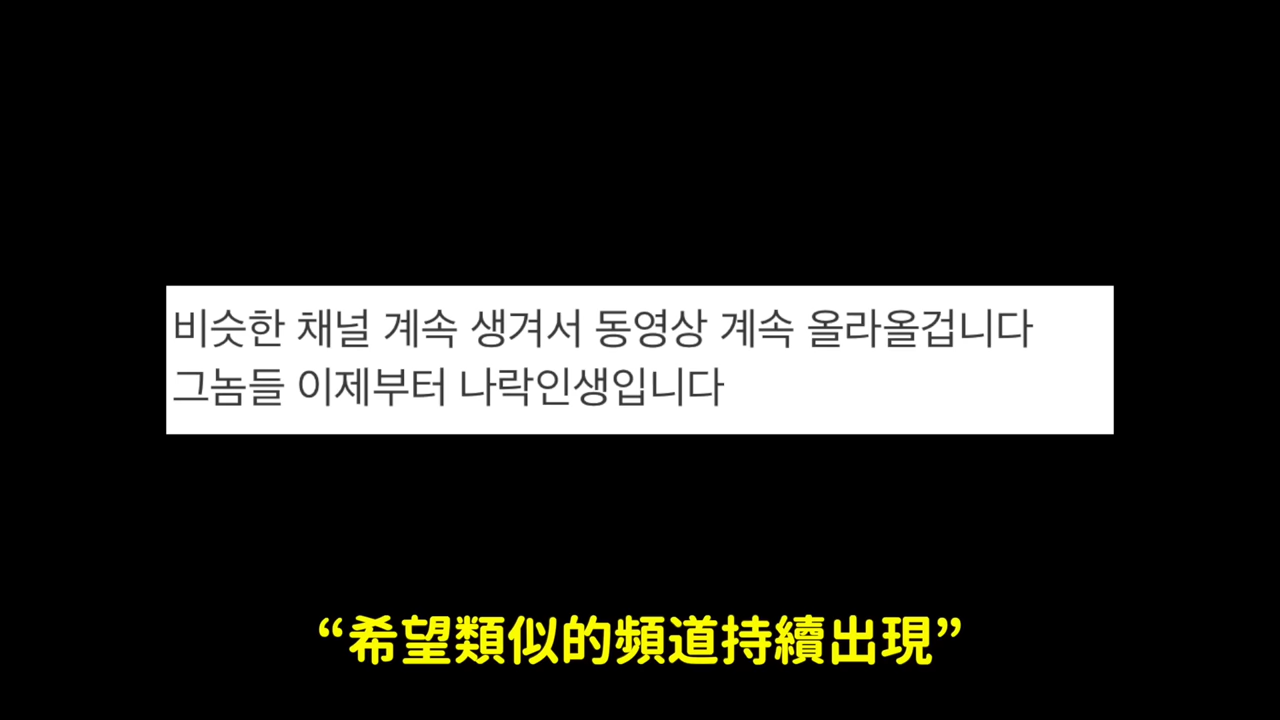 비슷한 채널 계속 생겨서 동영상 계속 올라올겁니다
그놈들 이제부터 나락인생입니다
“希望類似的頻道持續出現”